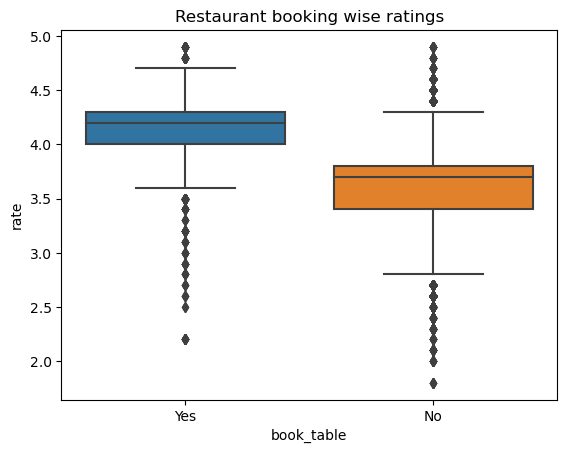 Restaurant booking wise ratings
5.0
4.5
4.0
3.5
3.0
2.5
2.0
rate
Yes No
book_table